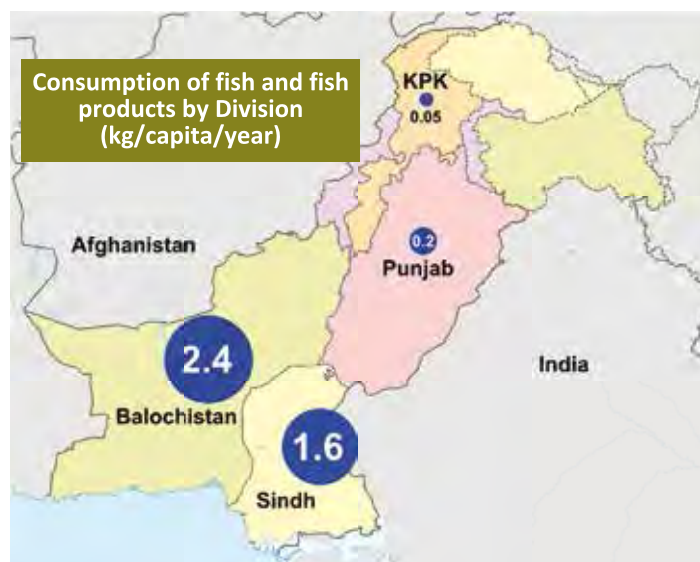 Consumption of fish and fish
products by Division
(kg/capita/year)
KPK
0.05
Afghanistan
0.2
Punjab
2.4
India
Balochistan
1.6
Sindh